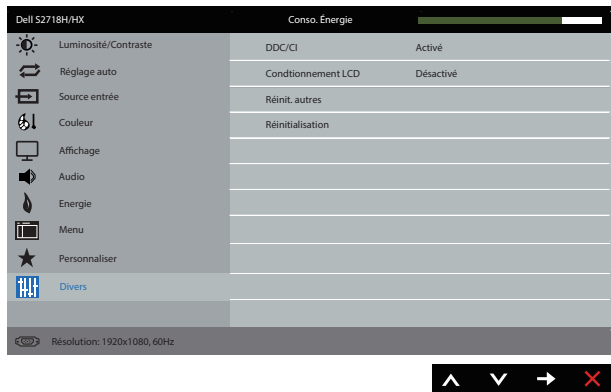 Dell S2718H/HX Conso. Énergie
Luminosité/Contraste
Réglage auto
Source entrée
Couleur
Affichage
Audio
Energie
Menu
Personnaliser
Divers
DDC/CI Activé
Condtionnement LCD Désactivé
Réinit. autres
Réinitialisation
Résolution: 1920x1080, 60Hz